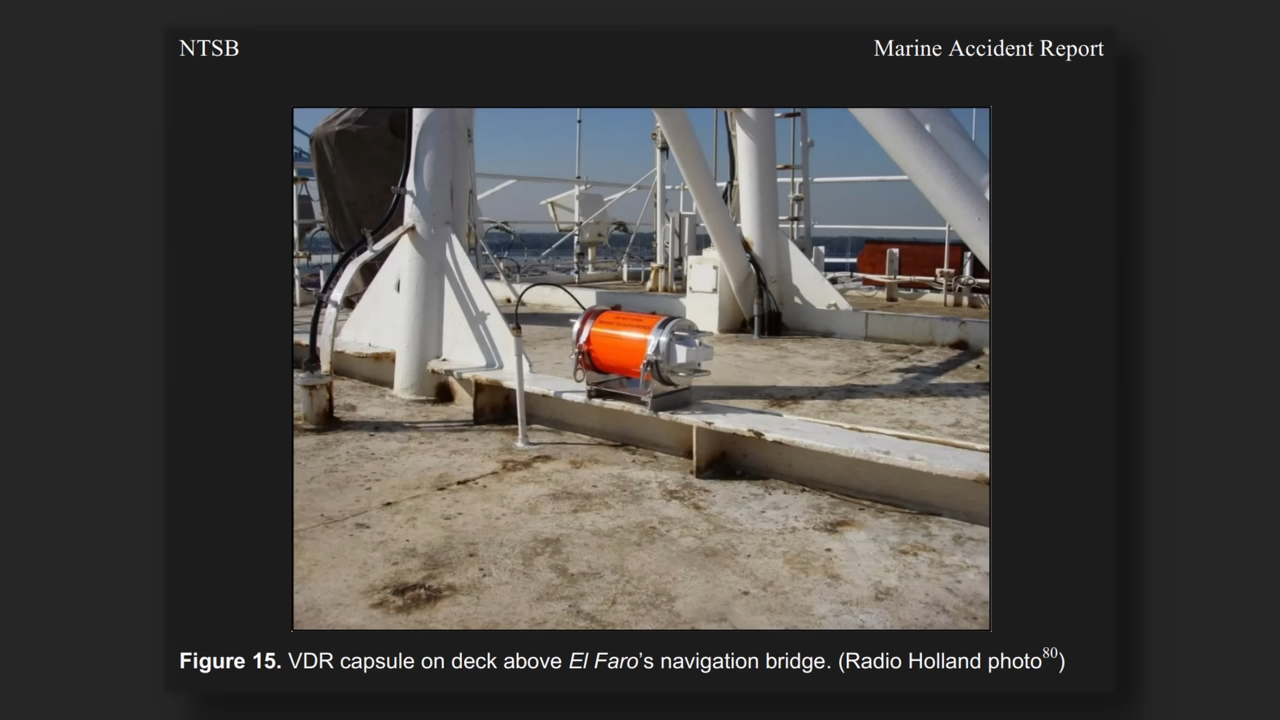 NTSB
Marine Accident Report
Figure 15. VDR capsule on deck above El Faro's navigation bridge. (Radio Holland photo80)